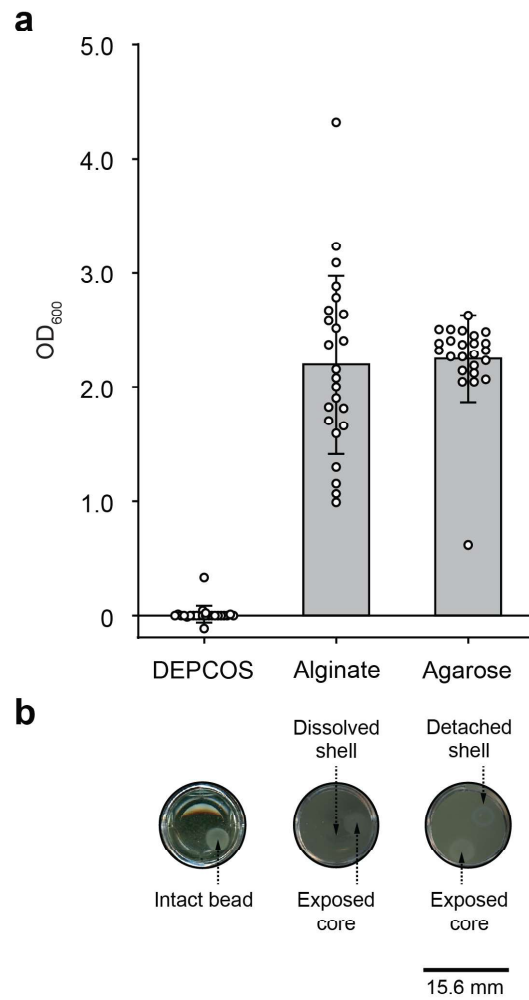 a
5.0
4.0
3.0
2.0
1.0
0
OD600
DEPCOS Alginate Agarose
b
Dissolved shell
Detached shell
Intact bead
Exposed core
Exposed core
15.6 mm